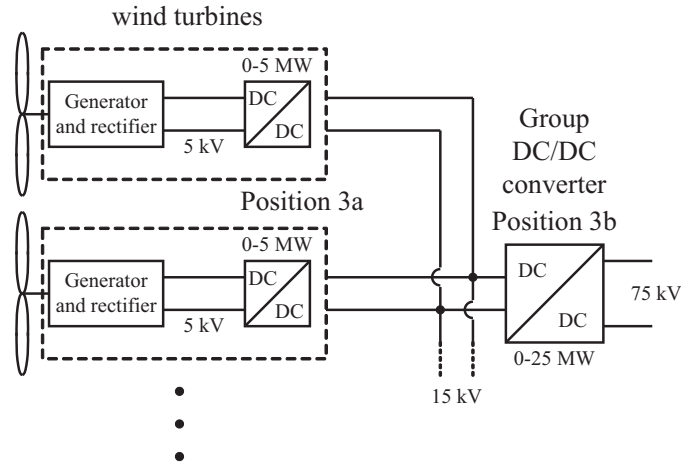 wind turbines
0-5 MW
Generator
and rectifier
DC
DC
5 kV
Position 3a
Group
DC/DC
converter
Position 3b
0-5 MW
Generator
and rectifier
DC
DC
5 kV
DC
DC
75 kV
0-25 MW
15 kV